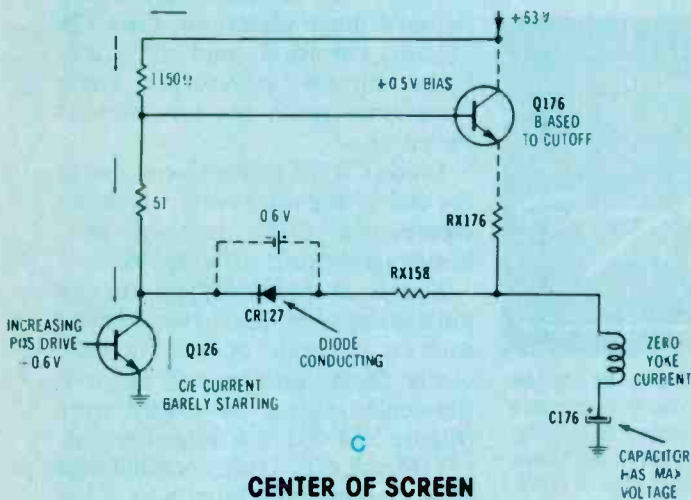 +53V
1150Ω
+0.5V BIAS
Q176
BIASED
TO CUTOFF
51
0.6 V
RX176
CR127
RX158
INCREASING
POS DRIVE
-0.6V
Q126
DIODE
CONDUCTING
C/E CURRENT
BARELY STARTING
ZERO
YOKE
CURRENT
C176
+
C
CAPACITOR
HAS MAX
VOLTAGE
CENTER OF SCREEN